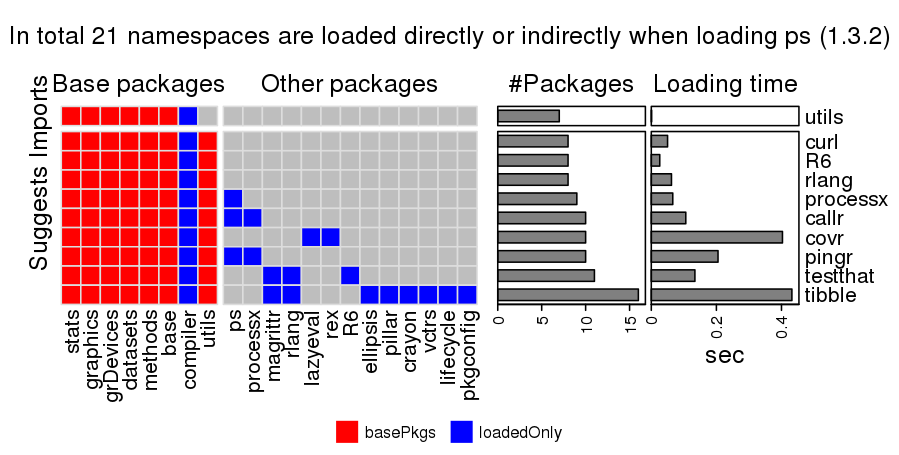 In total 21 namespaces are loaded directly or indirectly when loading ps (1.3.2)
Base packages
Other packages
#Packages
Loading time
Imports
Suggests
utils
curl
R6
rlang
processx
callr
covr
pingr
testthat
tibble
stats
graphics
grDevices
datasets
methods
base
compiler
utils
ps
processx
magrittr
rlang
lazyeval
rex
R6
ellipsis
pillar
crayon
vctrs
lifecycle
pkgconfig
0
5
10
15
0
0.2
0.4
sec
basePkgs
loadedOnly